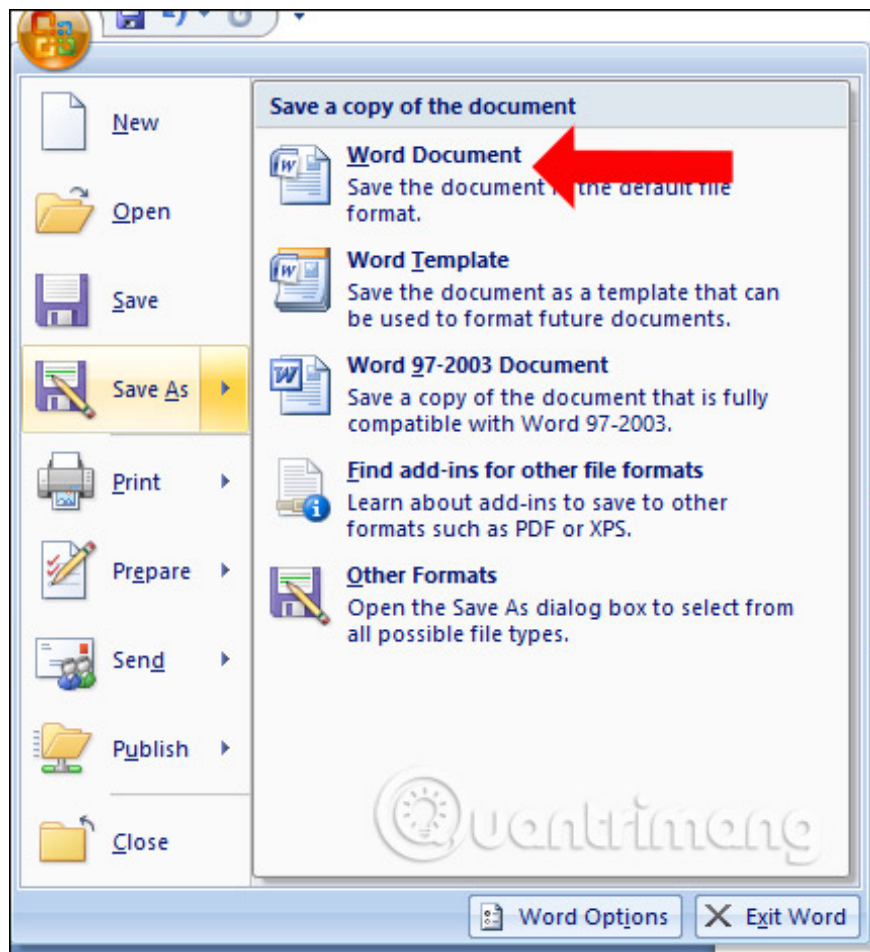 New
Open
Save
Save As
Print
Prepare
Send
Publish
Close
Save a copy of the document
Word Document
Save the document the default file
format.
Word Template
Save the document as a template that can
be used to format future documents.
Word 97-2003 Document
Save a copy of the document that is fully
compatible with Word 97-2003.
Find add-ins for other file formats
Learn about add-ins to save to other
formats such as PDF or XPS.
Other Formats
Open the Save As dialog box to select from
all possible file types.
Quantrimang
Word Options
Exit Word